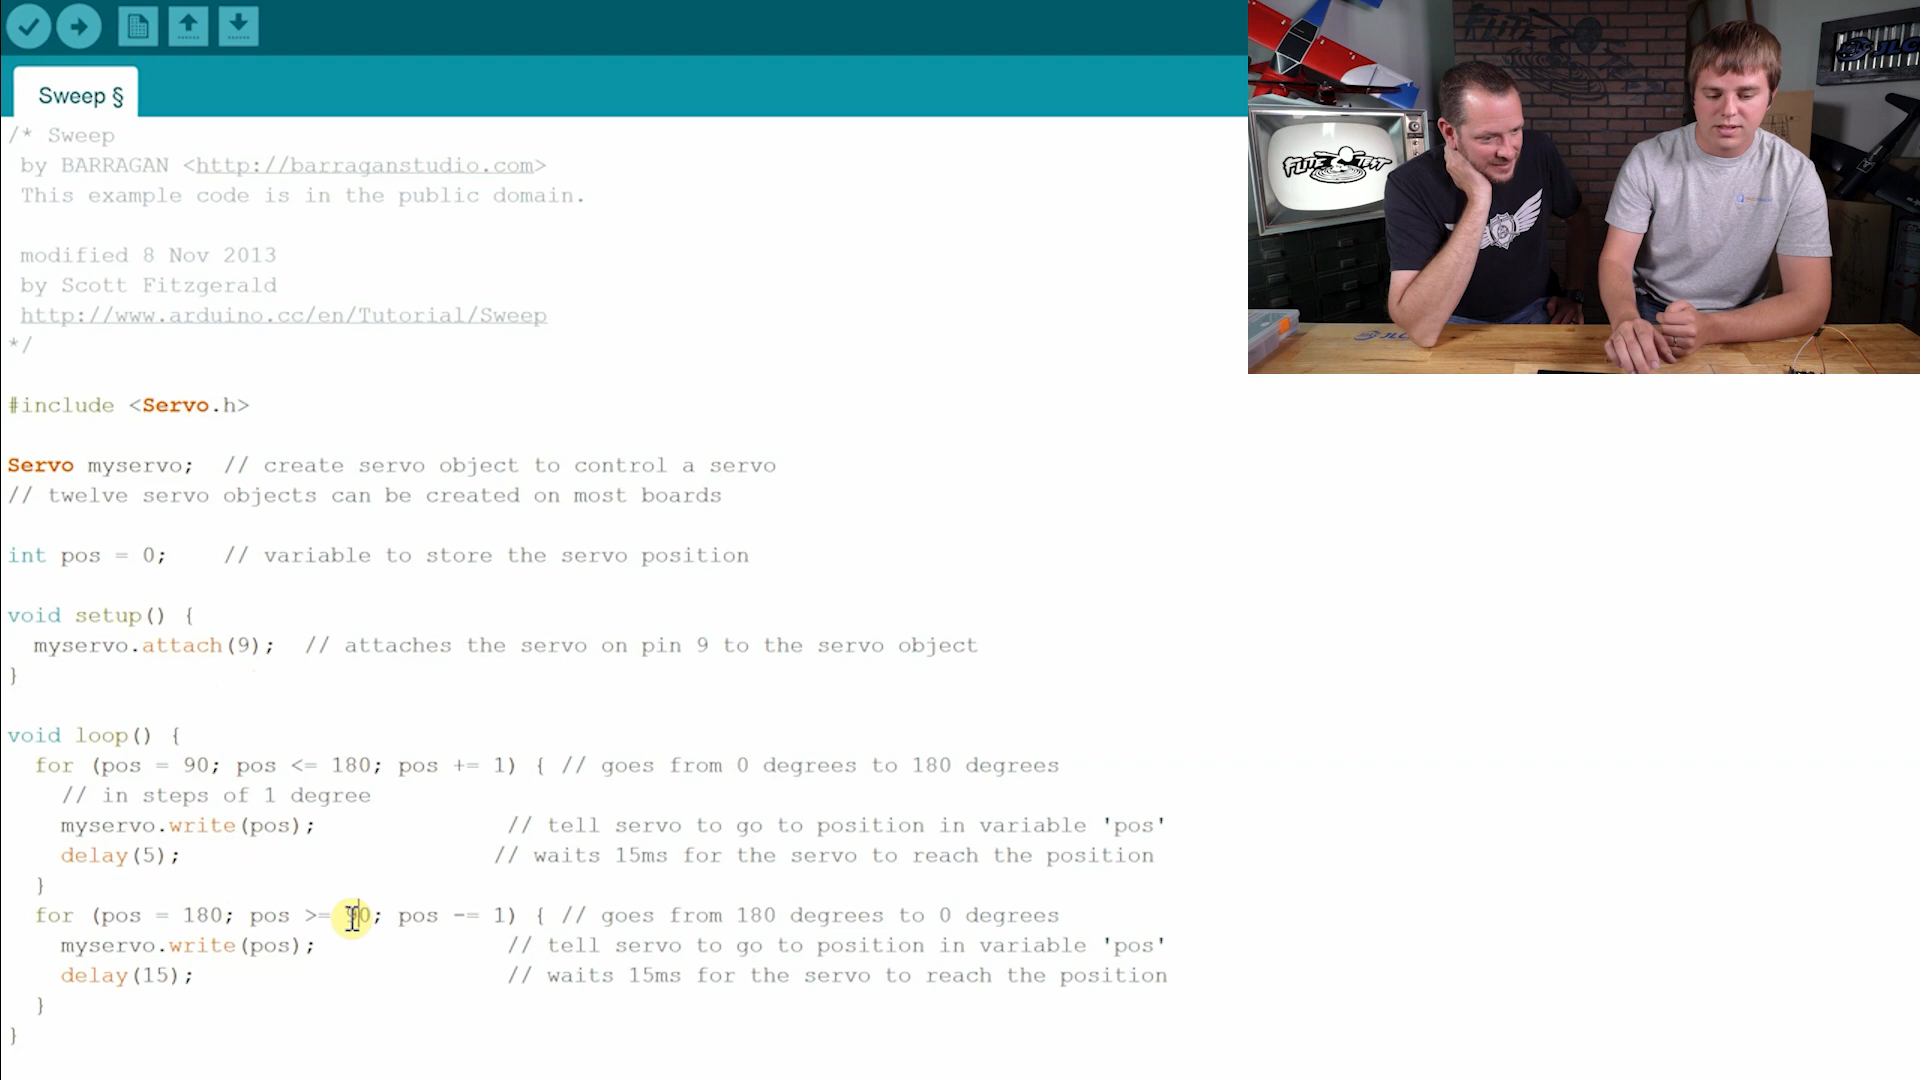 Sweep §
/* Sweep
by BARRAGAN <http://barraganstudio.com>
This example code is in the public domain.
modified 8 Nov 2013
by Scott Fitzgerald
http://www.arduino.cc/en/Tutorial/Sweep
*/
#include <Servo.h>
Servo myservo;  // create servo object to control a servo
// twelve servo objects can be created on most boards
int pos = 0;    // variable to store the servo position
void setup() {
  myservo.attach(9);  // attaches the servo on pin 9 to the servo object
}
void loop() {
  for (pos = 90; pos <= 180; pos += 1) { // goes from 0 degrees to 180 degrees
    // in steps of 1 degree
    myservo.write(pos);              // tell servo to go to position in variable 'pos'
    delay(5);                       // waits 15ms for the servo to reach the position
  }
  for (pos = 180; pos >= 90; pos -= 1) { // goes from 180 degrees to 0 degrees
    myservo.write(pos);              // tell servo to go to position in variable 'pos'
    delay(15);                       // waits 15ms for the servo to reach the position
  }
}
FLITE TEST
FLITE
JLC
JLC